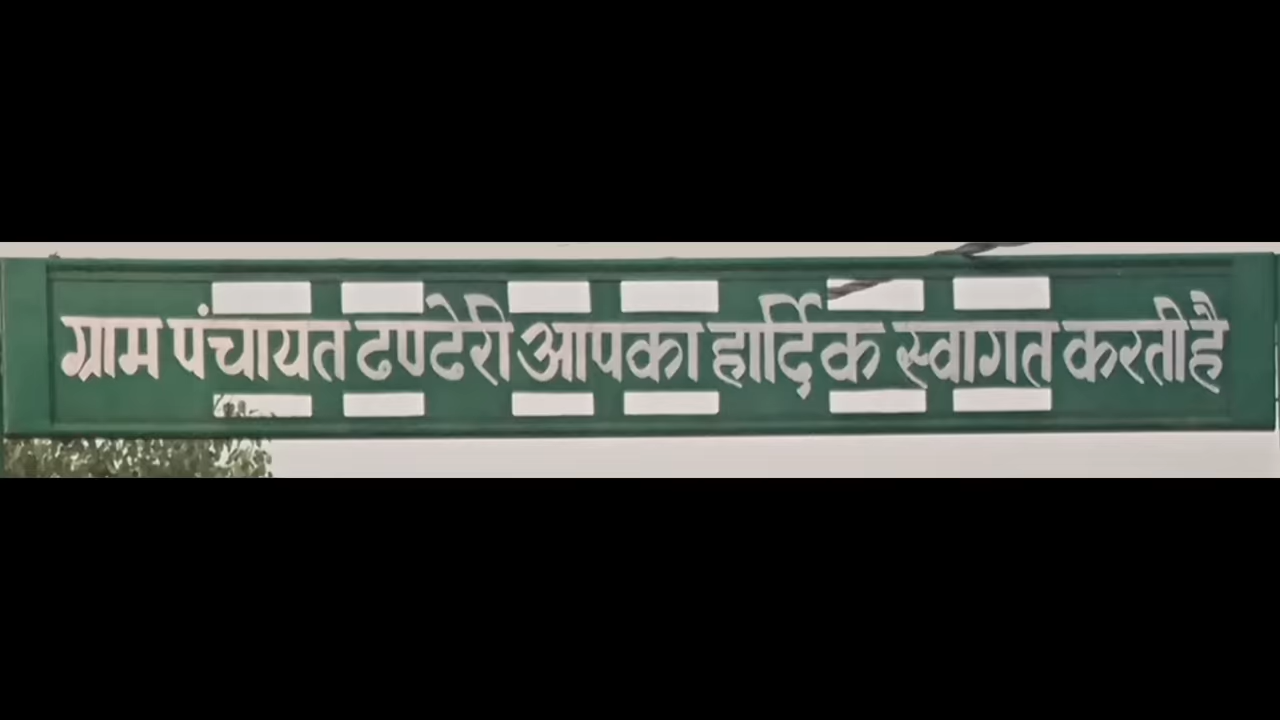 ग्राम पंचायत ढण्ढेरी आपका हार्दिक स्वागत करती है